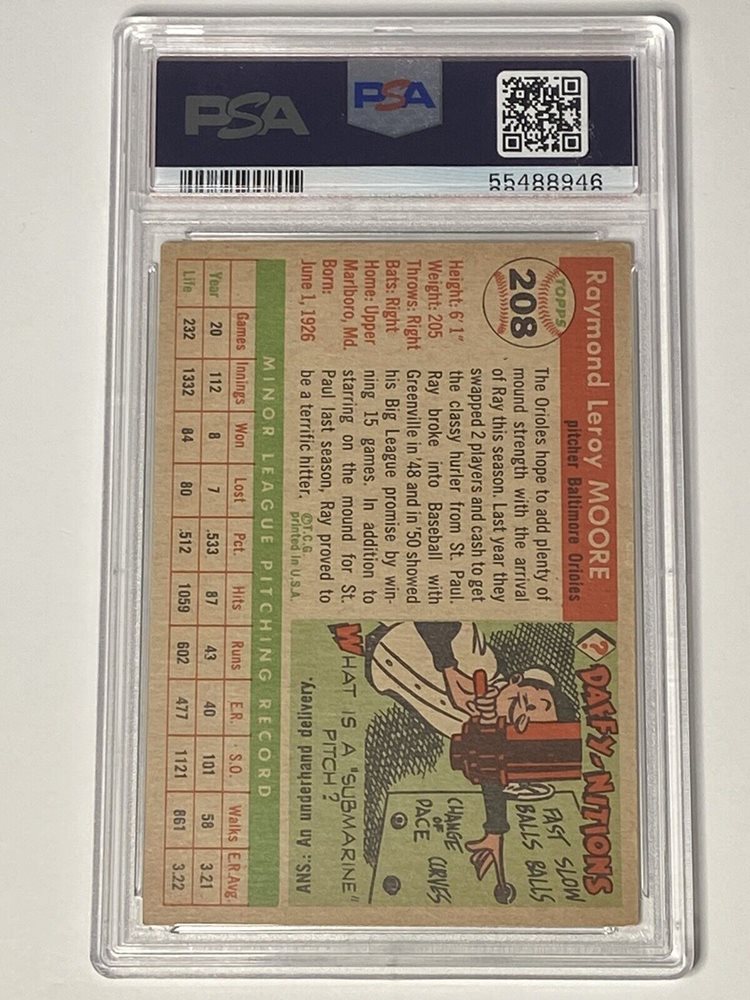 PSA
PSA
55488946
TOPPS
208
Raymond Leroy MOORE
pitcher Baltimore Orioles
Height: 6' 1"
Weight: 205
Throws: Right
Bats: Right
Home: Upper
Marlboro, Md.
Born:
June 1, 1926
The Orioles hope to add plenty of
mound strength with the arrival
of Ray this season. Last year they
swapped 2 players and cash to get
the classy hurler from St. Paul.
Ray broke into Baseball with
Greenville in '48 and in '50 showed
his Big League promise by win-
ning 15 games. In addition to
starring on the mound for St.
Paul last season, Ray proved to
be a terrific hitter.
© T.C.G.
printed in U.S.A.
? DAFFY-NITIONS
FAST BALLS
SLOW BALLS
CHANGE OF PACE
CURVES
WHAT IS A "SUBMARINE"
PITCH?
ANS: An underhand delivery.
MINOR LEAGUE PITCHING RECORD
Games Innings Won Lost Pct. Hits Runs E.R. S.O. Walks E.R.Avg.
Year 20 112 8 7 .533 87 43 40 101 58 3.21
Life 232 1332 84 80 .512 1059 602 477 1121 861 3.22